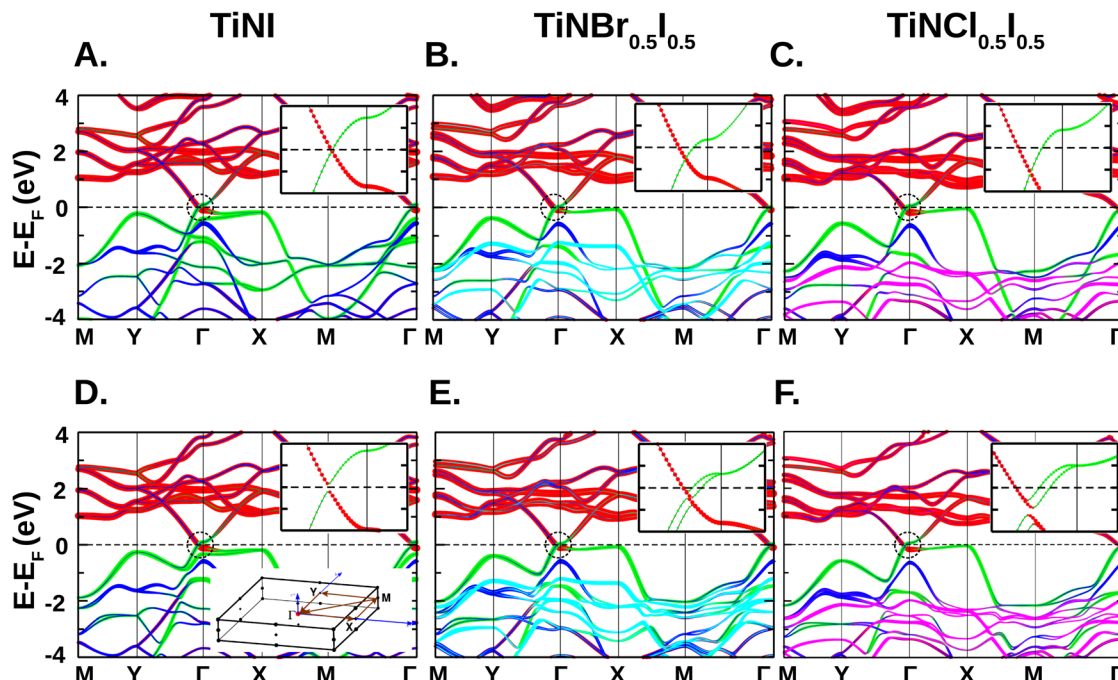 TiNI TiNBr0.5I0.5 TiNCl0.5I0.5
A. B. C.
4
2
0
-2
-4
E-EF (eV)
M Y Γ X M Γ M Y Γ X M Γ M Y Γ X M Γ
D. E. F.
4
2
0
-2
-4
E-EF (eV)
Y
M
Γ
X
M Y Γ X M Γ M Y Γ X M Γ M Y Γ X M Γ